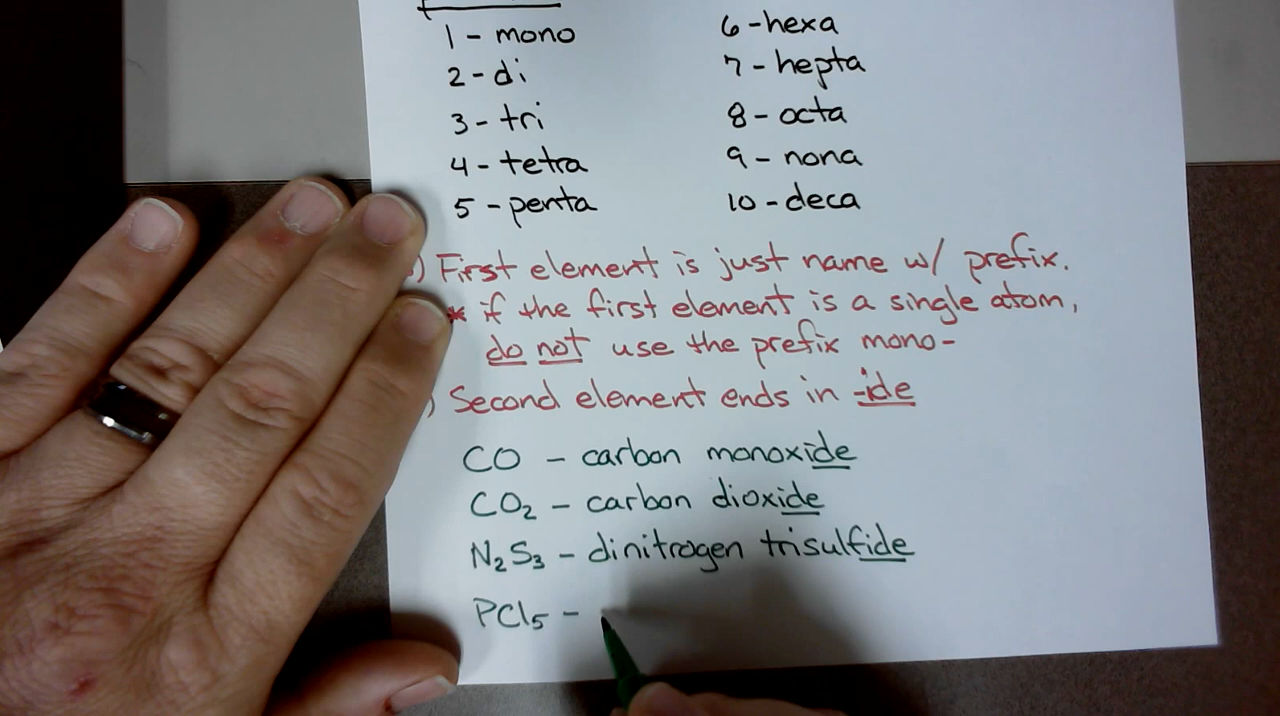 1 - mono
2 - di
3 - tri
4 - tetra
5 - penta
6 - hexa
7 - hepta
8 - octa
9 - nona
10 - deca
) First element is just name w/ prefix.
* if the first element is a single atom,
do not use the prefix mono-
) Second element ends in -ide
CO - carbon monoxide
CO₂ - carbon dioxide
N₂S₃ - dinitrogen trisulfide
PCl₅ -